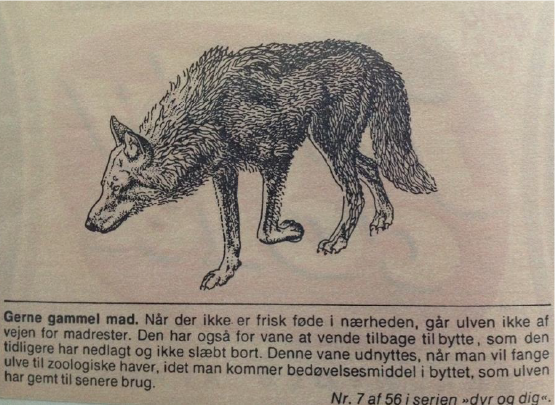 Gerne gammel mad. Når der ikke er frisk føde i nærheden, går ulven ikke af
vejen for madrester. Den har også for vane at vende tilbage til bytte, som den
tidligere har nedlagt og ikke slæbt bort. Denne vane udnyttes, når man vil fange
ulve til zoologiske haver, idet man kommer bedøvelsesmiddel i byttet, som ulven
har gemt til senere brug.
Nr. 7 af 56 i serien »dyr og dig«.